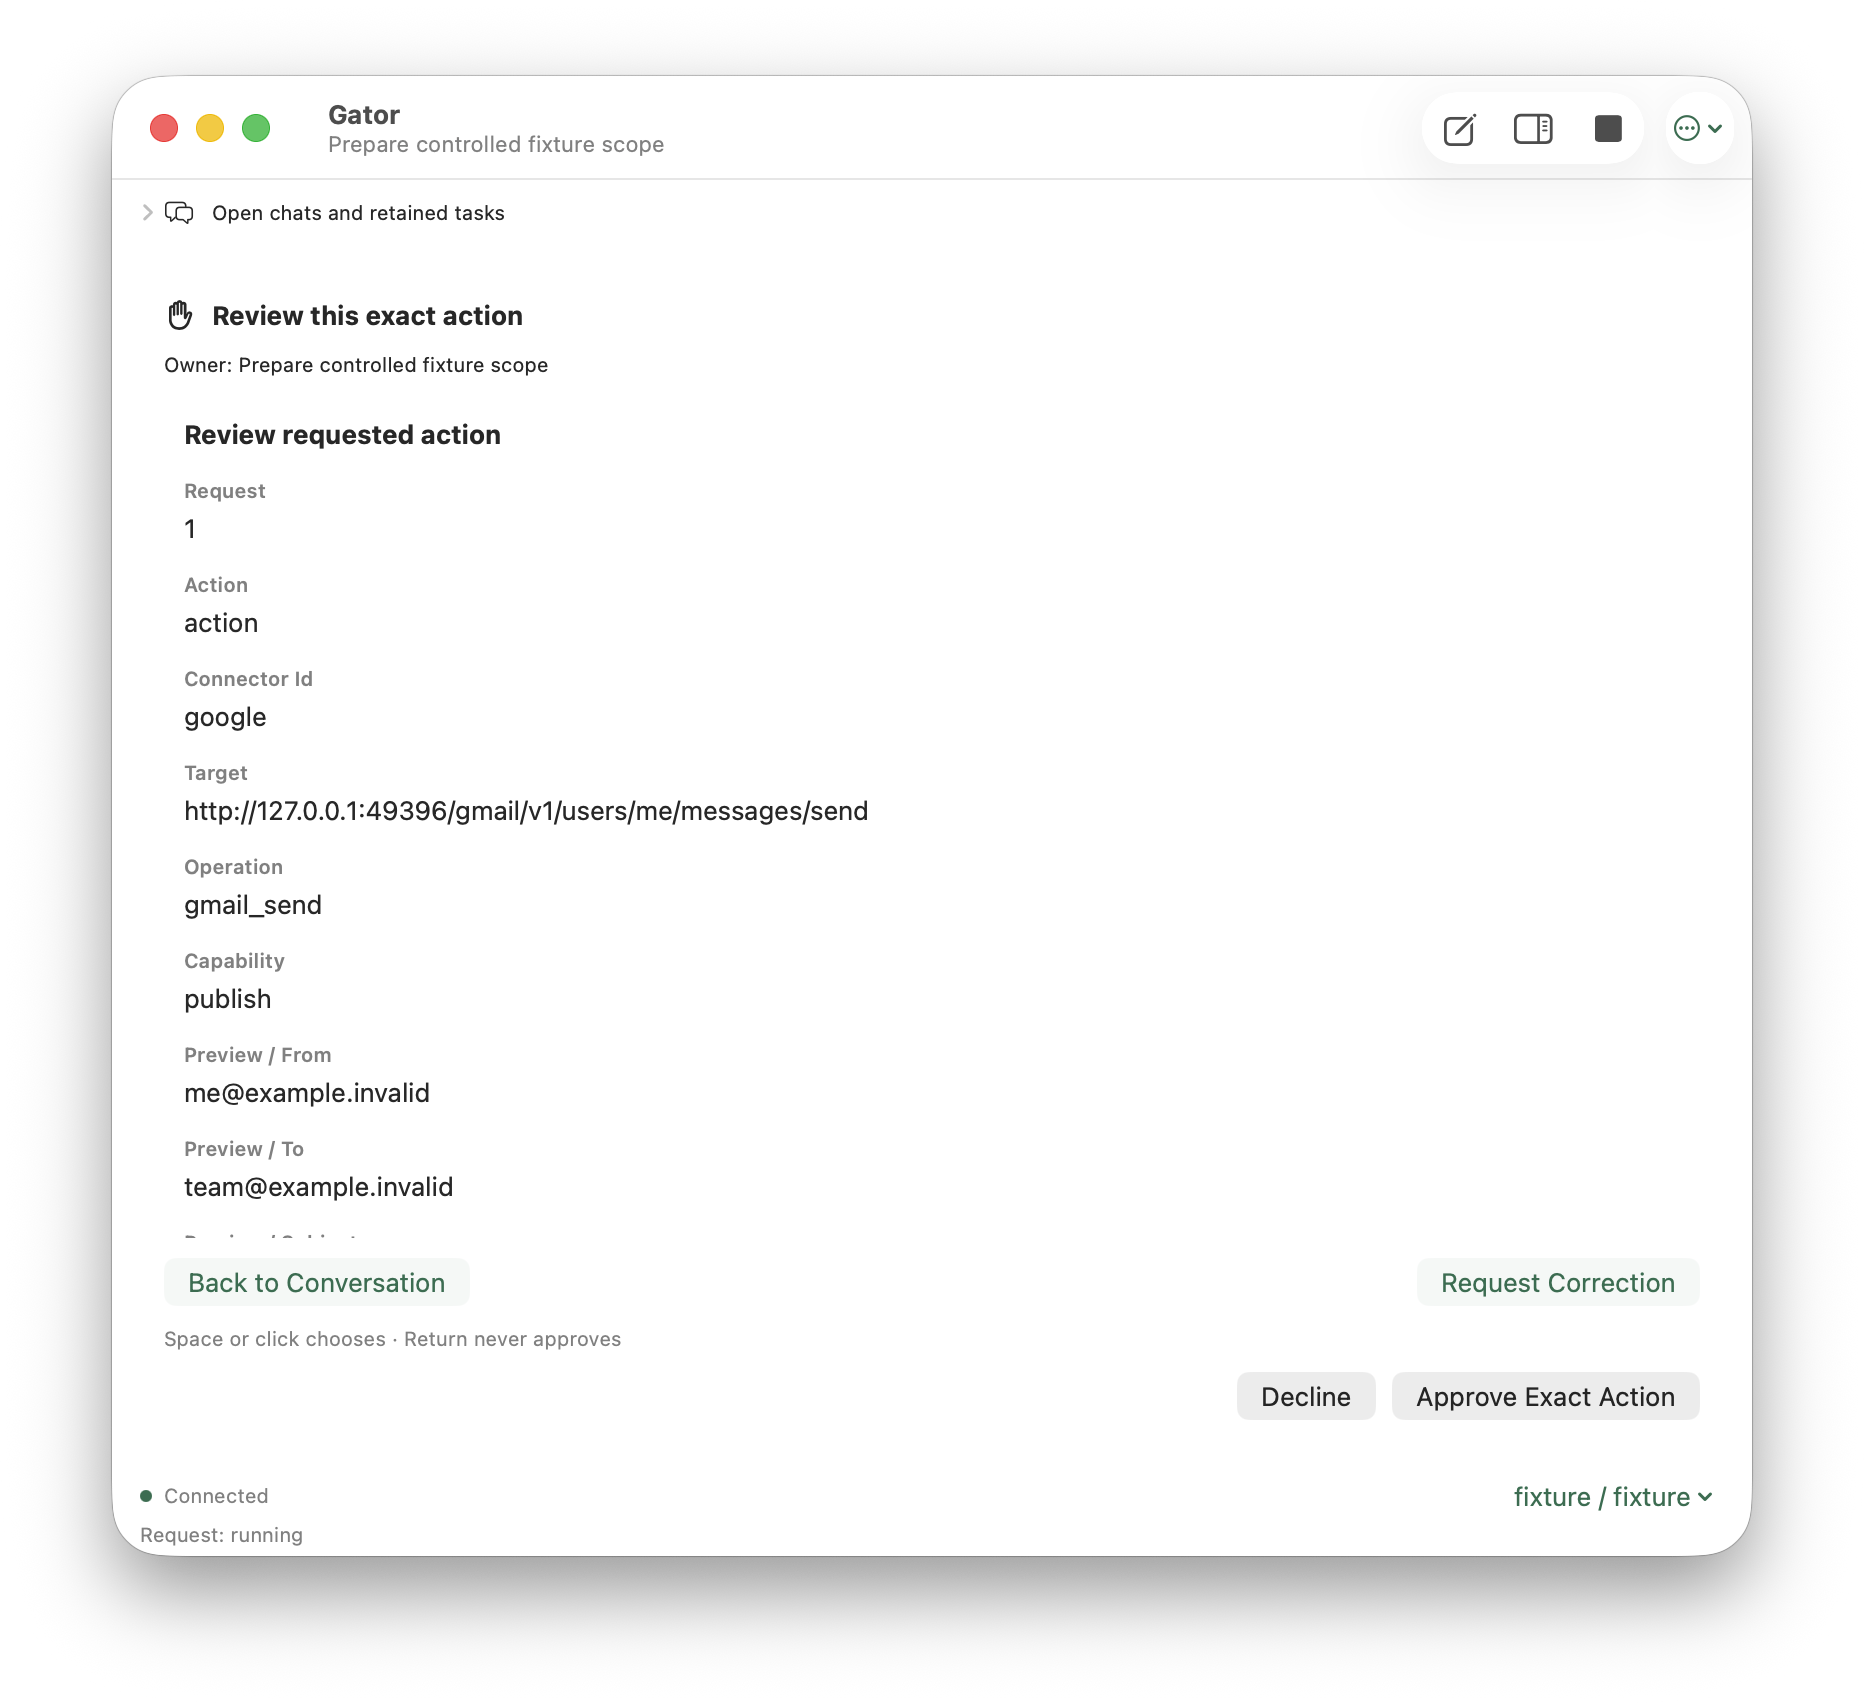 Gator
Prepare controlled fixture scope
Open chats and retained tasks
Review this exact action
Owner: Prepare controlled fixture scope
Review requested action
Request
1
Action
action
Connector Id
google
Target
http://127.0.0.1:49396/gmail/v1/users/me/messages/send
Operation
gmail_send
Capability
publish
Preview / From
me@example.invalid
Preview / To
team@example.invalid
Back to Conversation
Request Correction
Space or click chooses · Return never approves
Decline
Approve Exact Action
Connected
fixture / fixture
Request: running